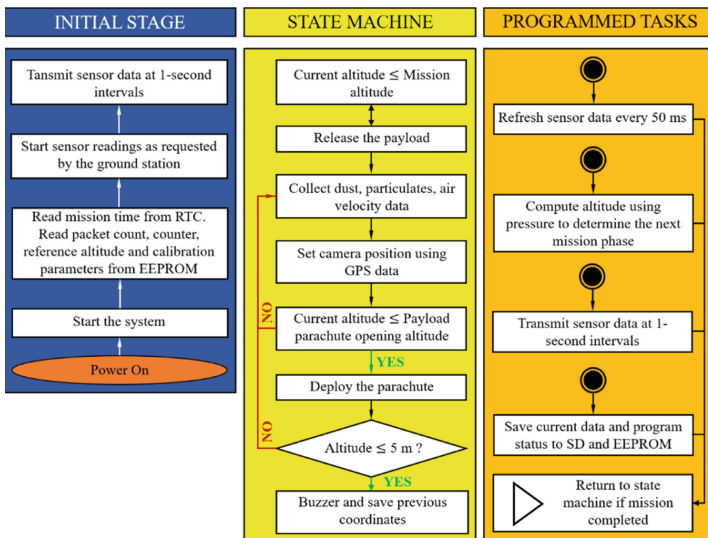 INITIAL STAGE
Tansmit sensor data at 1-second
intervals
Start sensor readings as requested
by the ground station
Read mission time from RTC.
Read packet count, counter,
reference altitude and calibration
parameters from EEPROM
Start the system
Power On
STATE MACHINE
Current altitude ≤ Mission
altitude
Release the payload
Collect dust, particulates, air
velocity data
Set camera position using
GPS data
Current altitude ≤ Payload
parachute opening altitude
NO
YES
Deploy the parachute
NO
Altitude ≤ 5 m ?
YES
Buzzer and save previous
coordinates
PROGRAMMED TASKS
Refresh sensor data every 50 ms
Compute altitude using
pressure to determine the next
mission phase
Transmit sensor data at 1-
second intervals
Save current data and program
status to SD and EEPROM
Return to state
machine if mission
completed